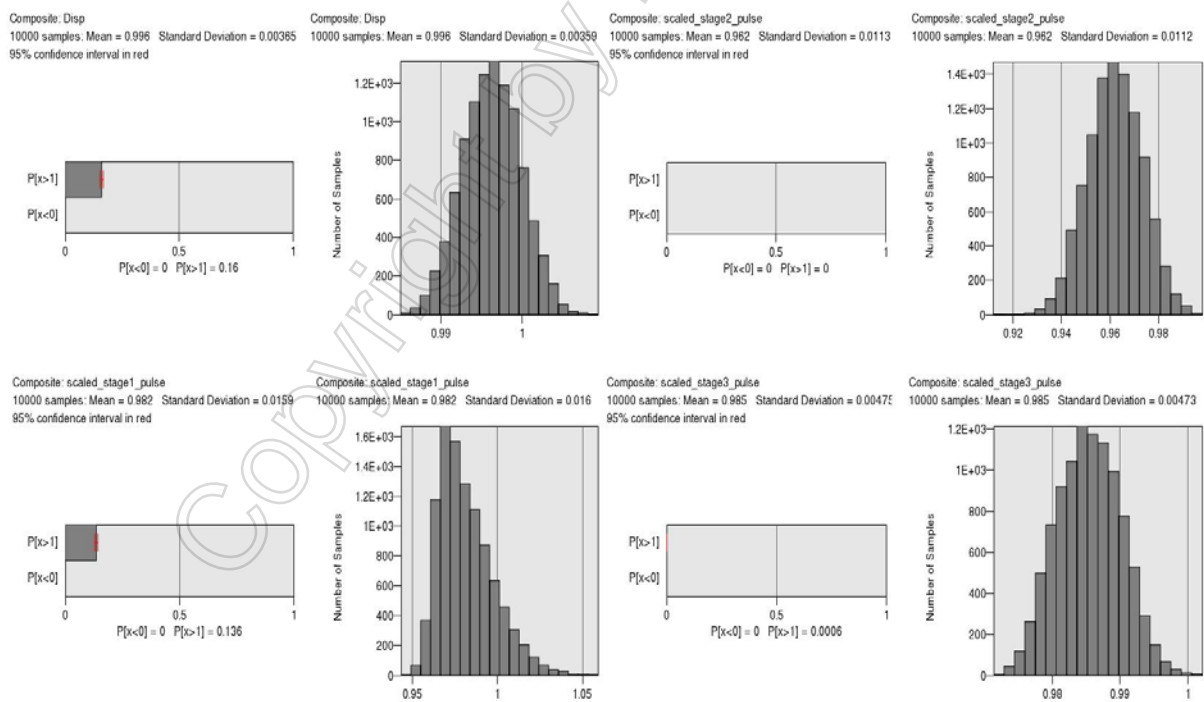 Composite: Disp
10000 samples: Mean = 0.996 Standard Deviation = 0.00365
95% confidence interval in red
P[x>1]
P[x<0]
0 0.5 1
P[x<0] = 0 P[x>1] = 0.16
Composite: Disp
10000 samples: Mean = 0.996 Standard Deviation = 0.00359
Number of Samples
1.2E+03
1E+03
800
600
400
200
0
0.99 1
Composite: scaled_stage2_pulse
10000 samples: Mean = 0.962 Standard Deviation = 0.0113
95% confidence interval in red
P[x>1]
P[x<0]
0 0.5 1
P[x<0] = 0 P[x>1] = 0
Composite: scaled_stage2_pulse
10000 samples: Mean = 0.962 Standard Deviation = 0.0112
Number of Samples
1.4E+03
1.2E+03
1E+03
800
600
400
200
0
0.92 0.94 0.96 0.98
Composite: scaled_stage1_pulse
10000 samples: Mean = 0.982 Standard Deviation = 0.0159
95% confidence interval in red
P[x>1]
P[x<0]
0 0.5 1
P[x<0] = 0 P[x>1] = 0.136
Composite: scaled_stage1_pulse
10000 samples: Mean = 0.982 Standard Deviation = 0.016
Number of Samples
1.6E+03
1.4E+03
1.2E+03
1E+03
800
600
400
200
0
0.95 1 1.05
Composite: scaled_stage3_pulse
10000 samples: Mean = 0.985 Standard Deviation = 0.00475
95% confidence interval in red
P[x>1]
P[x<0]
0 0.5 1
P[x<0] = 0 P[x>1] = 0.0006
Composite: scaled_stage3_pulse
10000 samples: Mean = 0.985 Standard Deviation = 0.00473
Number of Samples
1.2E+03
1E+03
800
600
400
200
0
0.98 0.99 1
Copyright by